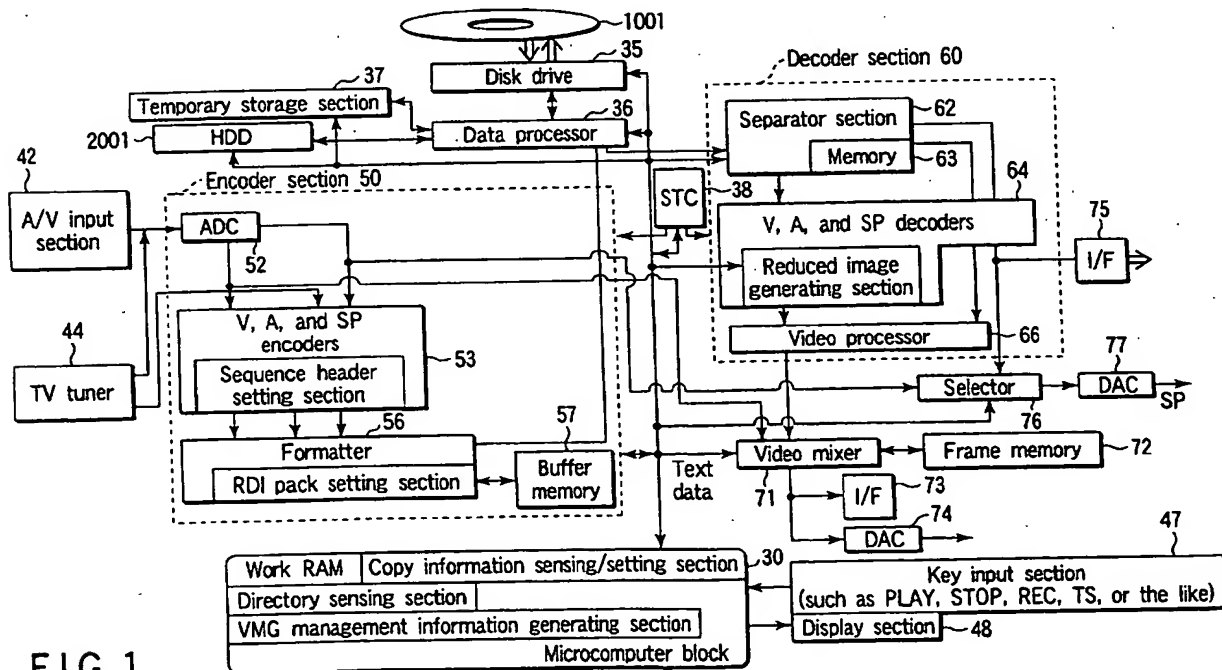 1001
35
Disk drive
Decoder section 60
37
Temporary storage section
36
62
2001
HDD
Data processor
Separator section
Memory
63
42
Encoder section 50
38
64
A/V input
section
ADC
52
STC
V, A, and SP decoders
75
I/F
Reduced image
generating section
V, A, and SP
encoders
Video processor
66
44
53
77
TV tuner
Sequence header
setting section
Selector
DAC
SP
76
56
57
Formatter
Buffer
memory
RDI pack setting section
Text
data
Video mixer
71
Frame memory
72
73
I/F
74
DAC
47
30
Work RAM
Copy information sensing/setting section
Key input section
(such as PLAY, STOP, REC, TS, or the like)
Directory sensing section
VMG management information generating section
Display section
48
Microcomputer block
FIG. 1